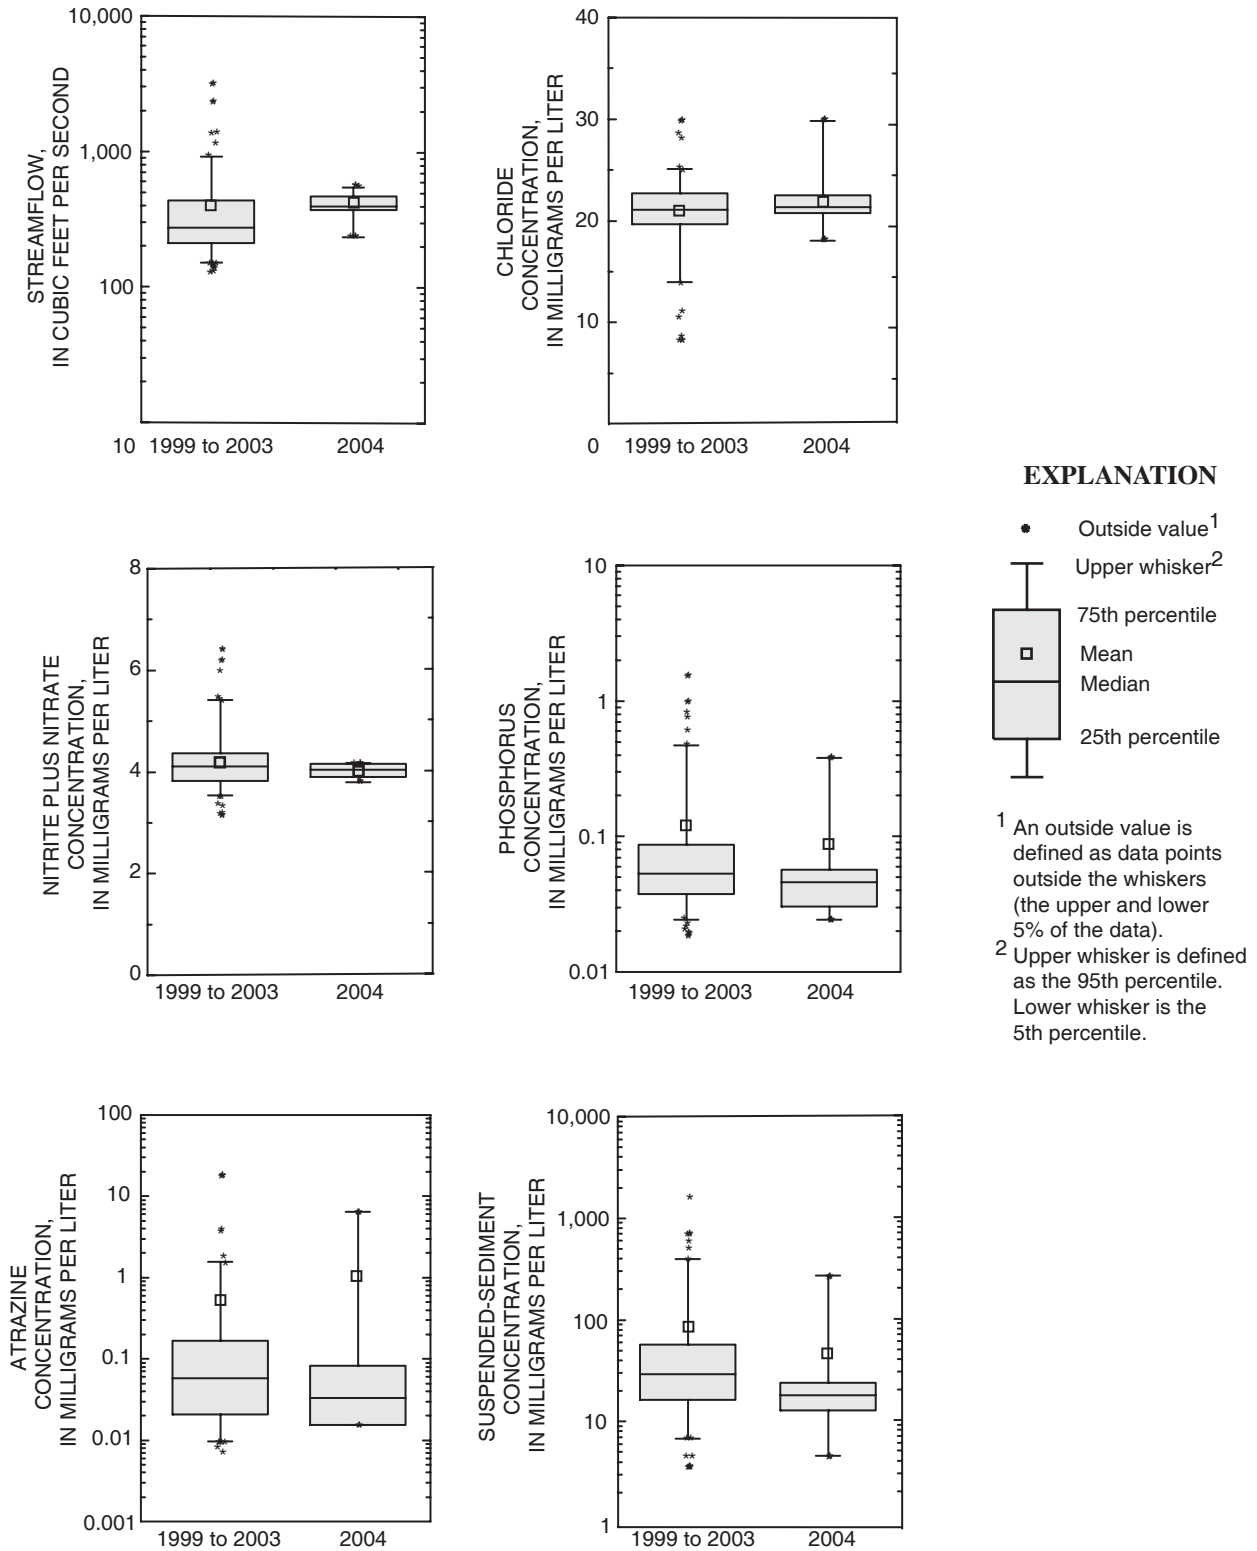 STREAMFLOW,
IN CUBIC FEET PER SECOND
10,000
1,000
100
10
1999 to 2003
2004
CHLORIDE
CONCENTRATION,
IN MILLIGRAMS PER LITER
40
30
20
10
0
1999 to 2003
2004
NITRITE PLUS NITRATE
CONCENTRATION,
IN MILLIGRAMS PER LITER
8
6
4
2
0
1999 to 2003
2004
PHOSPHORUS
CONCENTRATION,
IN MILLIGRAMS PER LITER
10
1
0.1
0.01
1999 to 2003
2004
EXPLANATION
Outside value1
Upper whisker2
75th percentile
Mean
Median
25th percentile
1 An outside value is
defined as data points
outside the whiskers
(the upper and lower
5% of the data).
2 Upper whisker is defined
as the 95th percentile.
Lower whisker is the
5th percentile.
ATRAZINE
CONCENTRATION,
IN MILLIGRAMS PER LITER
100
10
1
0.1
0.01
0.001
1999 to 2003
2004
SUSPENDED-SEDIMENT
CONCENTRATION,
IN MILLIGRAMS PER LITER
10,000
1,000
100
10
1
1999 to 2003
2004